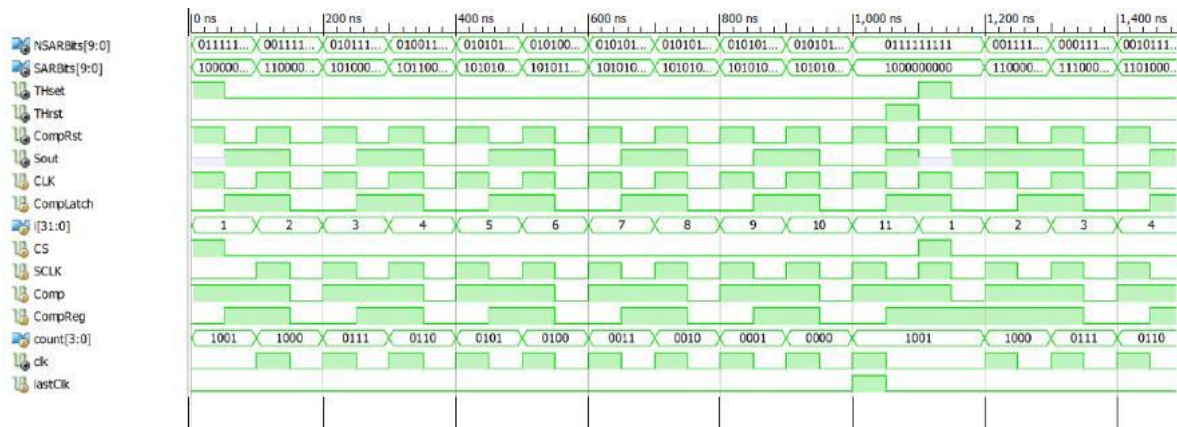 0 ns 200 ns 400 ns 600 ns 800 ns 1,000 ns 1,200 ns 1,400 ns
NSARBits[9:0] 011111... 001111... 010111... 010011... 010101... 010100... 010101... 010101... 010101... 010101... 0111111111 001111... 000111... 0010111...
SARBits[9:0] 100000... 110000... 101000... 101100... 101010... 101011... 101010... 101010... 101010... 101010... 1000000000 110000... 111000... 1101000...
THset
THrst
CompRst
Sout
CLK
CompLatch
i[31:0] 1 2 3 4 5 6 7 8 9 10 11 1 2 3 4
CS
SCLK
Comp
CompReg
count[3:0] 1001 1000 0111 0110 0101 0100 0011 0010 0001 0000 1001 1000 0111 0110
clk
lastClk